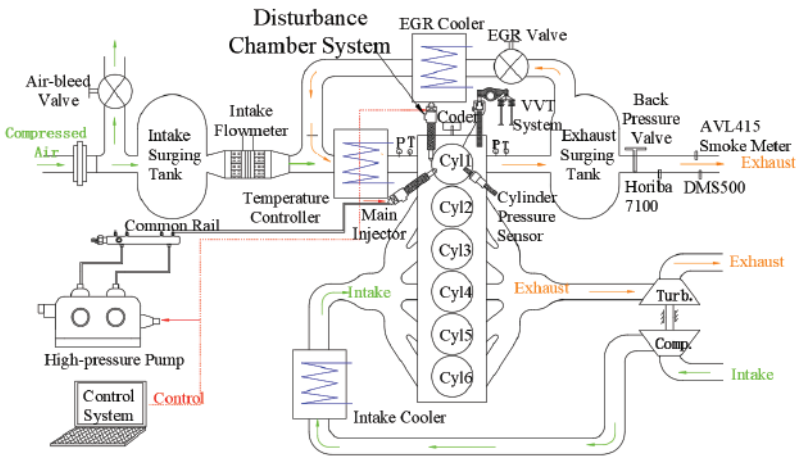 Disturbance
Chamber System
EGR Cooler
EGR Valve
Air-bleed
Valve
Intake
Flowmeter
Coder
VVT
System
Back
Pressure
Valve
AVL415
Smoke Meter
Compressed
Air
Intake
Surging
Tank
P T
P T
Exhaust
Surging
Tank
Exhaust
Cyl1
Temperature
Controller
Main
Injector
Cylinder
Pressure
Sensor
Horiba
7100
DMS500
Common Rail
Cyl2
Cyl3
Cyl4
Cyl5
Cyl6
Intake
Exhaust
Exhaust
Turb.
Comp.
Intake
High-pressure Pump
Control
System
Control
Intake Cooler